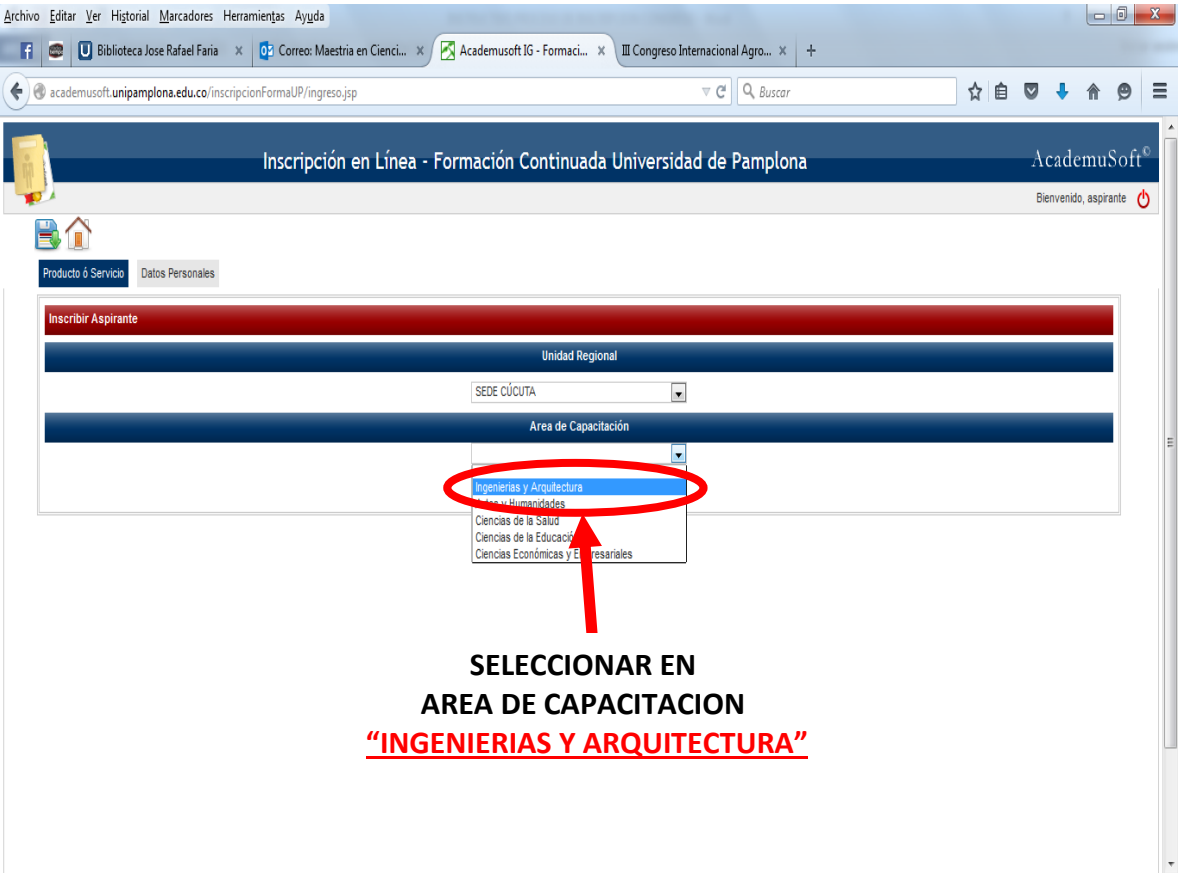 Archivo Editar Ver Historial Marcadores Herramientas Ayuda
Biblioteca Jose Rafael Faria × Correo: Maestria en Cienci... × Academusoft IG - Formaci... × III Congreso Internacional Agro... × +
academusoft.unipamplona.edu.co/inscripcionFormaUP/ingreso.jsp Buscar
Inscripción en Línea - Formación Continuada Universidad de Pamplona AcademuSoft©
Bienvenido, aspirante
Producto ó Servicio Datos Personales
Inscribir Aspirante
Unidad Regional
SEDE CÚCUTA
Area de Capacitación
Ingenierias y Arquitectura
Artes y Humanidades
Ciencias de la Salud
Ciencias de la Educación
Ciencias Económicas y Empresariales
SELECCIONAR EN
AREA DE CAPACITACION
“INGENIERIAS Y ARQUITECTURA”